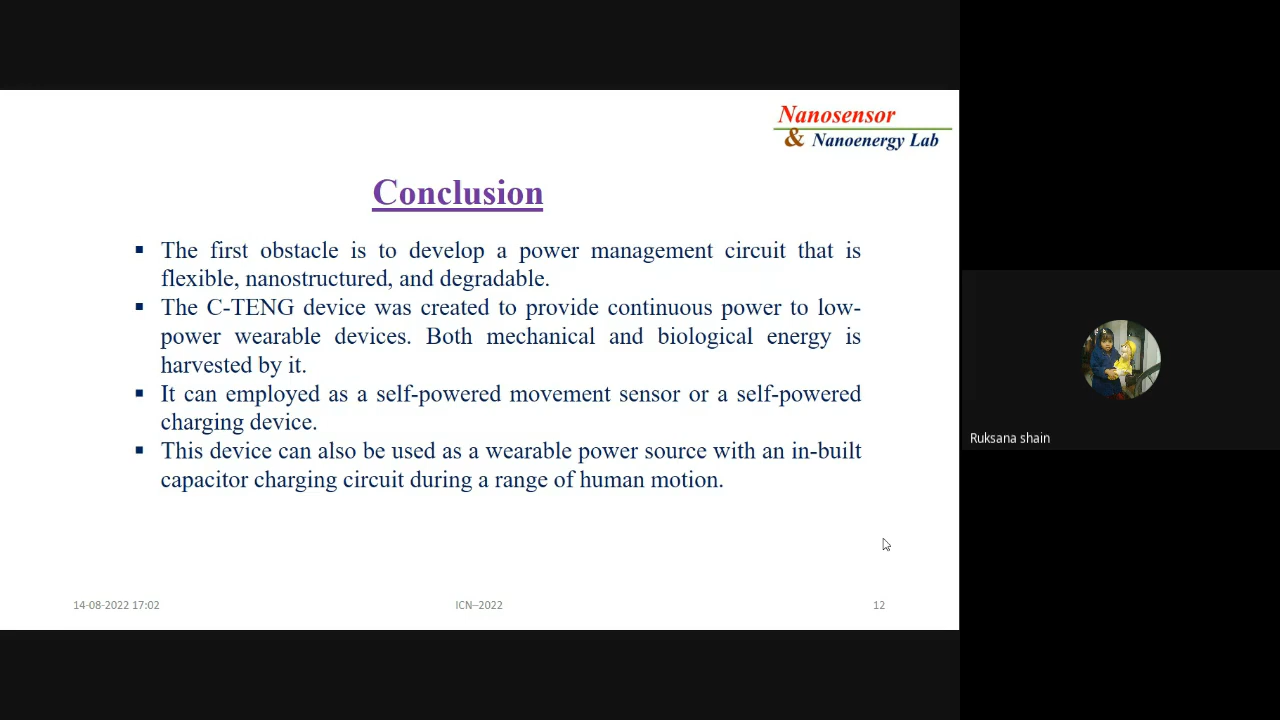 Nanosensor
& Nanoenergy Lab
Conclusion
▪ The first obstacle is to develop a power management circuit that is
flexible, nanostructured, and degradable.
▪ The C-TENG device was created to provide continuous power to low-
power wearable devices. Both mechanical and biological energy is
harvested by it.
▪ It can employed as a self-powered movement sensor or a self-powered
charging device.
▪ This device can also be used as a wearable power source with an in-built
capacitor charging circuit during a range of human motion.
14-08-2022 17:02
ICN–2022
12
Ruksana shain